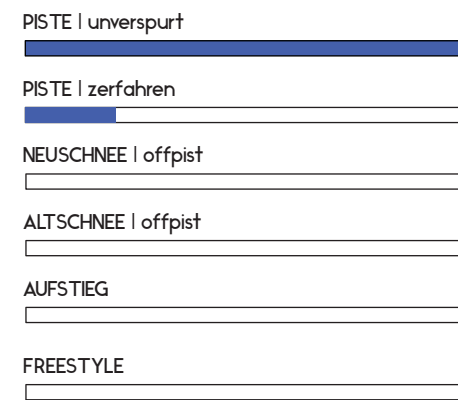 PISTE | unverspurt
PISTE | zerfahren
NEUSCHNEE | offpist
ALTSCHNEE | offpist
AUFSTIEG
FREESTYLE